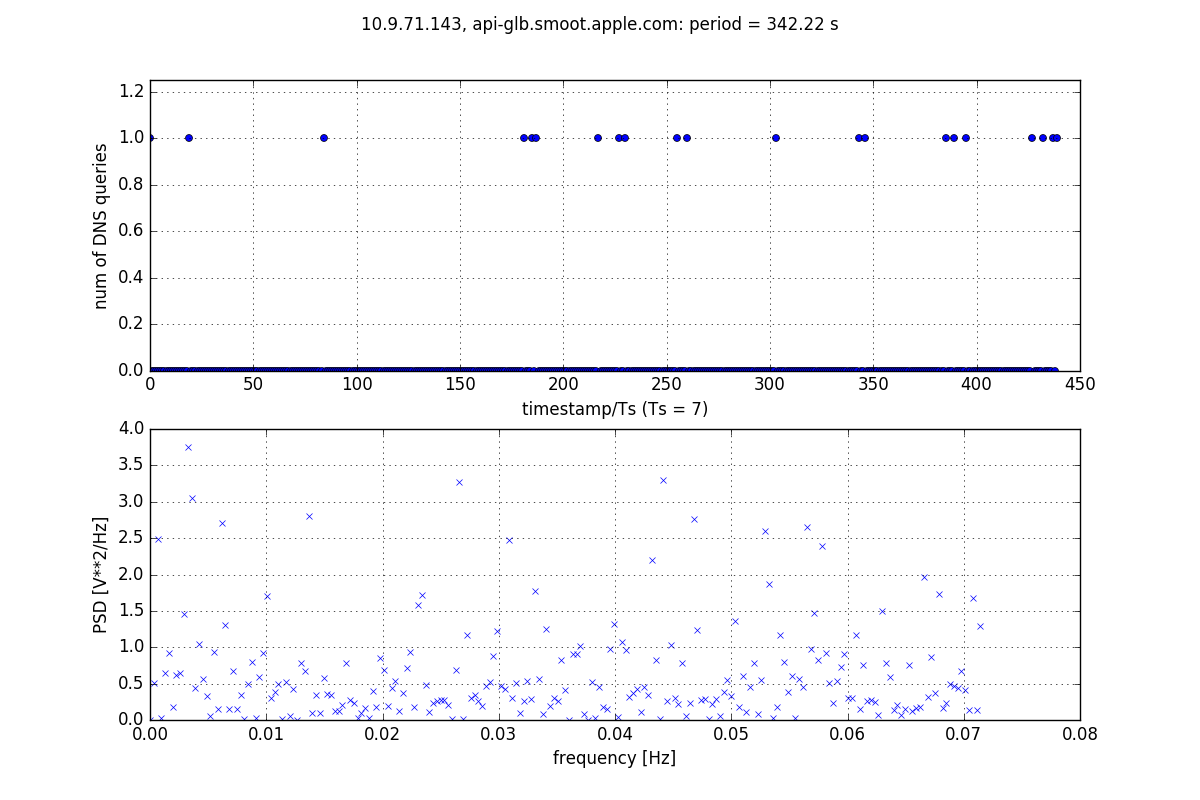 10.9.71.143, api-glb.smoot.apple.com: period = 342.22 s
1.2
1.0
0.8
0.6
0.4
0.2
0.0
num of DNS queries
0 50 100 150 200 250 300 350 400 450
timestamp/Ts (Ts = 7)
4.0
3.5
3.0
2.5
2.0
1.5
1.0
0.5
0.0
PSD [V**2/Hz]
0.00 0.01 0.02 0.03 0.04 0.05 0.06 0.07 0.08
frequency [Hz]